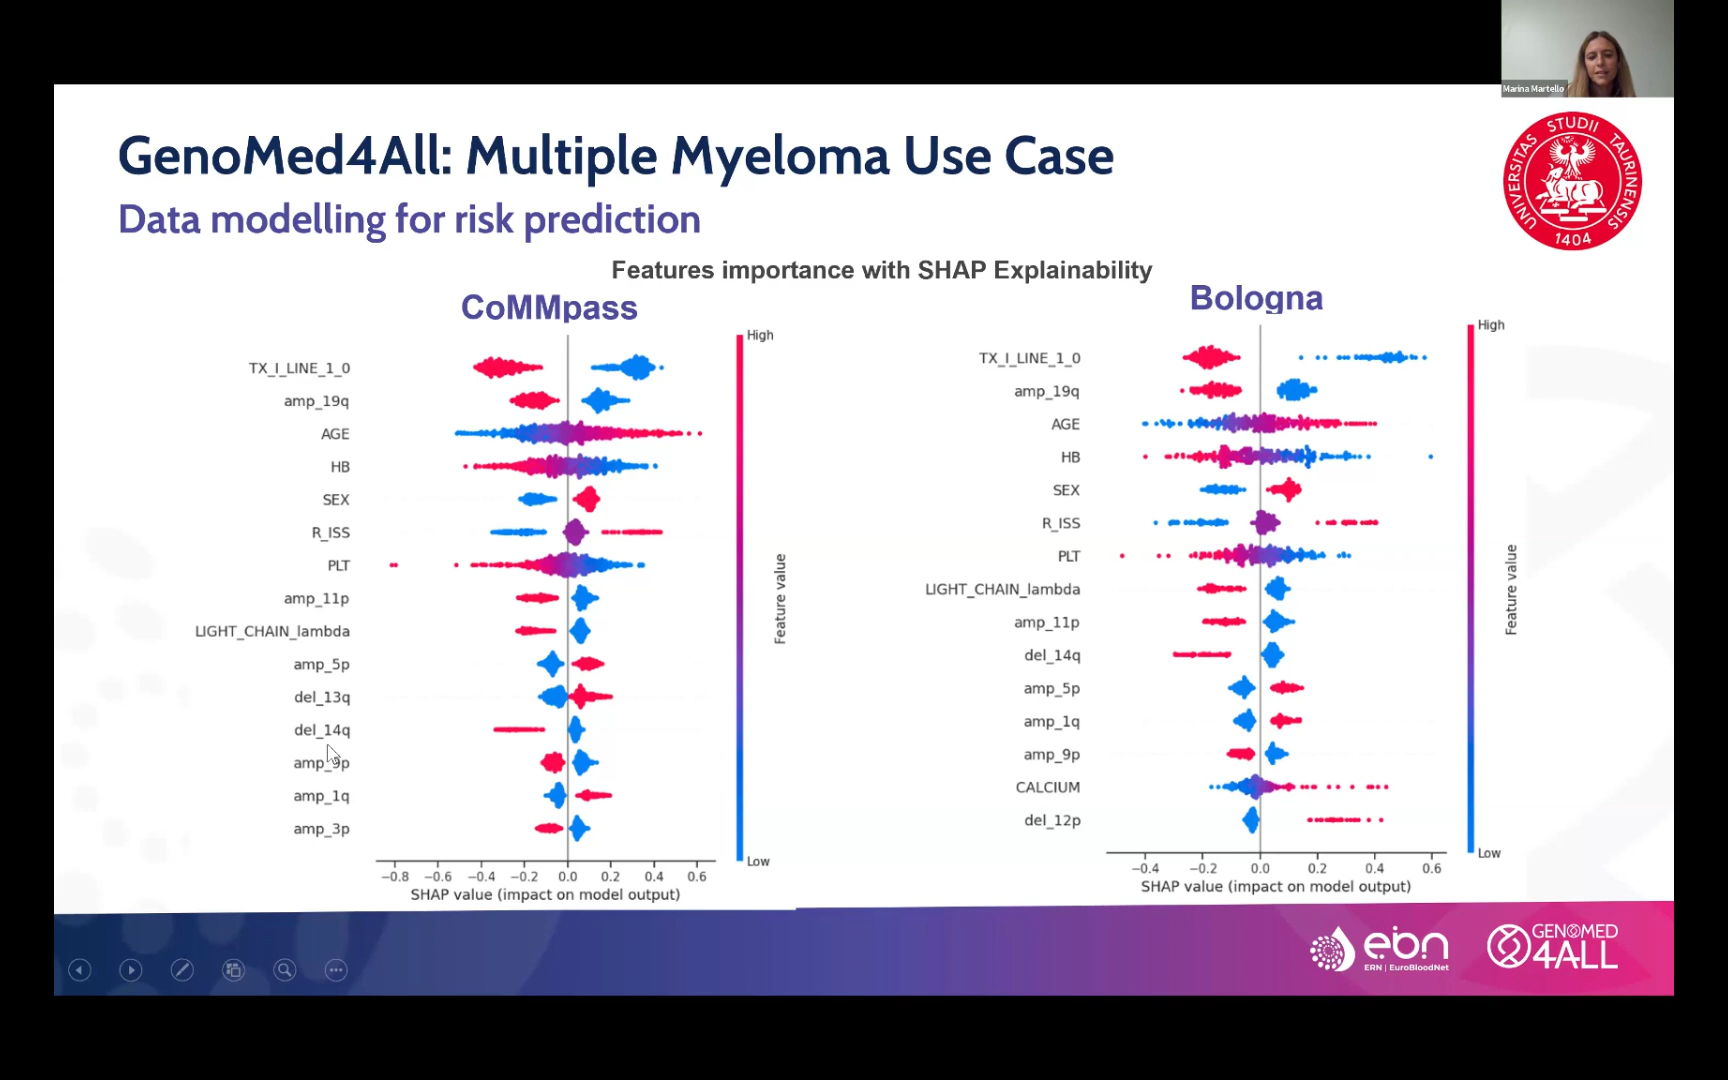 Marina Martello
GenoMed4All: Multiple Myeloma Use Case
Data modelling for risk prediction
UNIVERSITAS STUDII TAURINENSIS
1404
Features importance with SHAP Explainability
CoMMpass
High
TX_I_LINE_1_0
amp_19q
AGE
HB
SEX
R_ISS
PLT
amp_11p
LIGHT_CHAIN_lambda
amp_5p
del_13q
del_14q
amp_9p
amp_1q
amp_3p
Feature value
Low
−0.8 −0.6 −0.4 −0.2 0.0 0.2 0.4 0.6
SHAP value (impact on model output)
Bologna
High
TX_I_LINE_1_0
amp_19q
AGE
HB
SEX
R_ISS
PLT
LIGHT_CHAIN_lambda
amp_11p
del_14q
amp_5p
amp_1q
amp_9p
CALCIUM
del_12p
Feature value
Low
−0.4 −0.2 0.0 0.2 0.4 0.6
SHAP value (impact on model output)
ebn
ERN | EuroBloodNet
GENOMED
4ALL